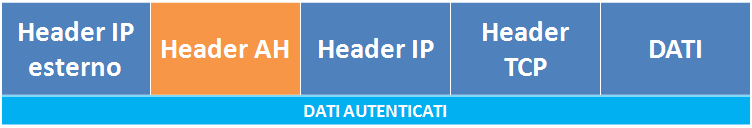 Header IP
esterno
Header AH
Header IP
Header
TCP
DATI
DATI AUTENTICATI